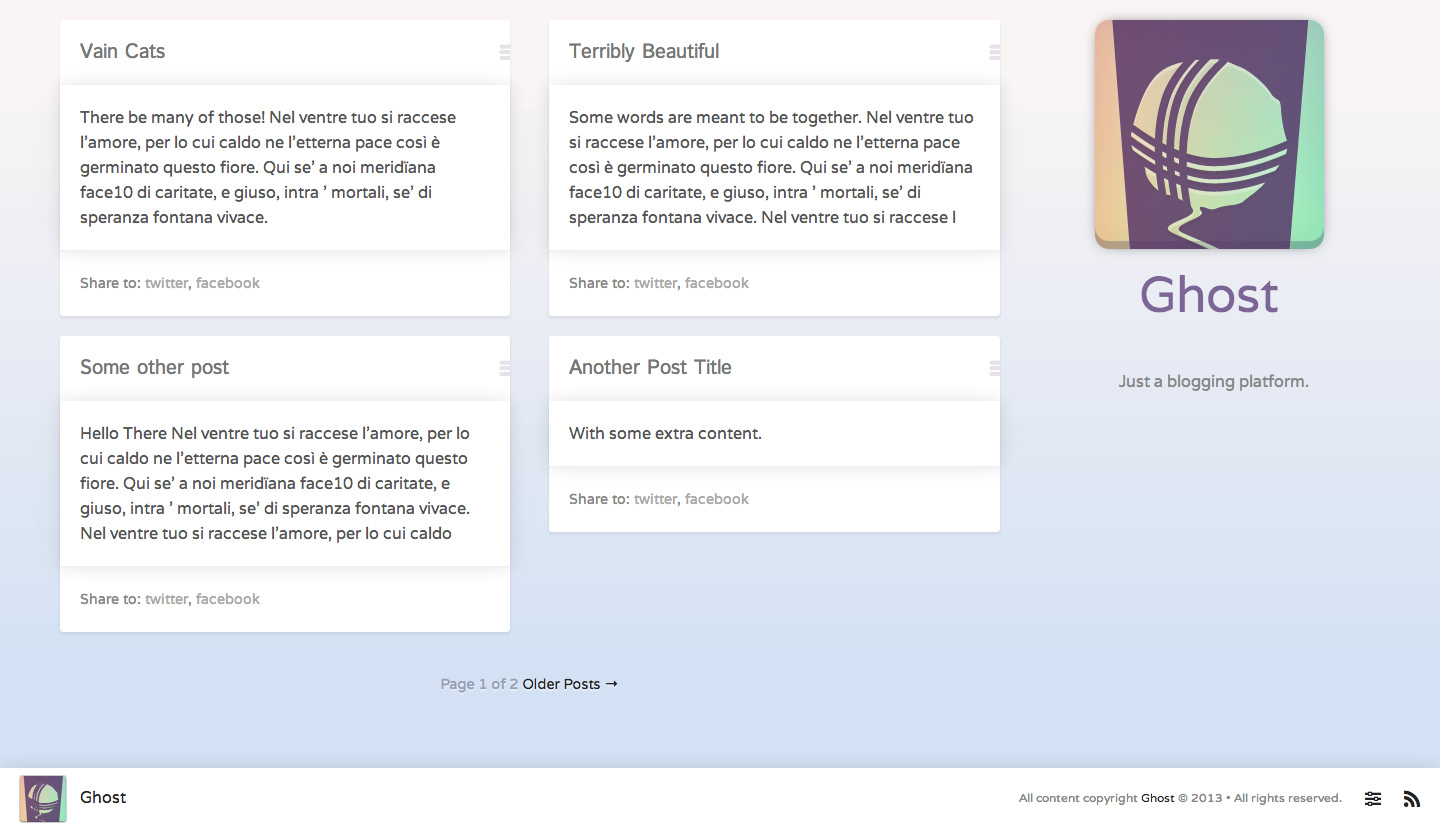 Vain Cats
There be many of those! Nel ventre tuo si raccese
l’amore, per lo cui caldo ne l’etterna pace così è
germinato questo fiore. Qui se’ a noi meridïana
face10 di caritate, e giuso, intra ’ mortali, se’ di
speranza fontana vivace.
Share to: twitter, facebook
Terribly Beautiful
Some words are meant to be together. Nel ventre tuo
si raccese l’amore, per lo cui caldo ne l’etterna pace
così è germinato questo fiore. Qui se’ a noi meridïana
face10 di caritate, e giuso, intra ’ mortali, se’ di
speranza fontana vivace. Nel ventre tuo si raccese l
Share to: twitter, facebook
Some other post
Hello There Nel ventre tuo si raccese l’amore, per lo
cui caldo ne l’etterna pace così è germinato questo
fiore. Qui se’ a noi meridïana face10 di caritate, e
giuso, intra ’ mortali, se’ di speranza fontana vivace.
Nel ventre tuo si raccese l’amore, per lo cui caldo
Share to: twitter, facebook
Another Post Title
With some extra content.
Share to: twitter, facebook
Ghost
Just a blogging platform.
Page 1 of 2 Older Posts →
Ghost
All content copyright Ghost © 2013 • All rights reserved.